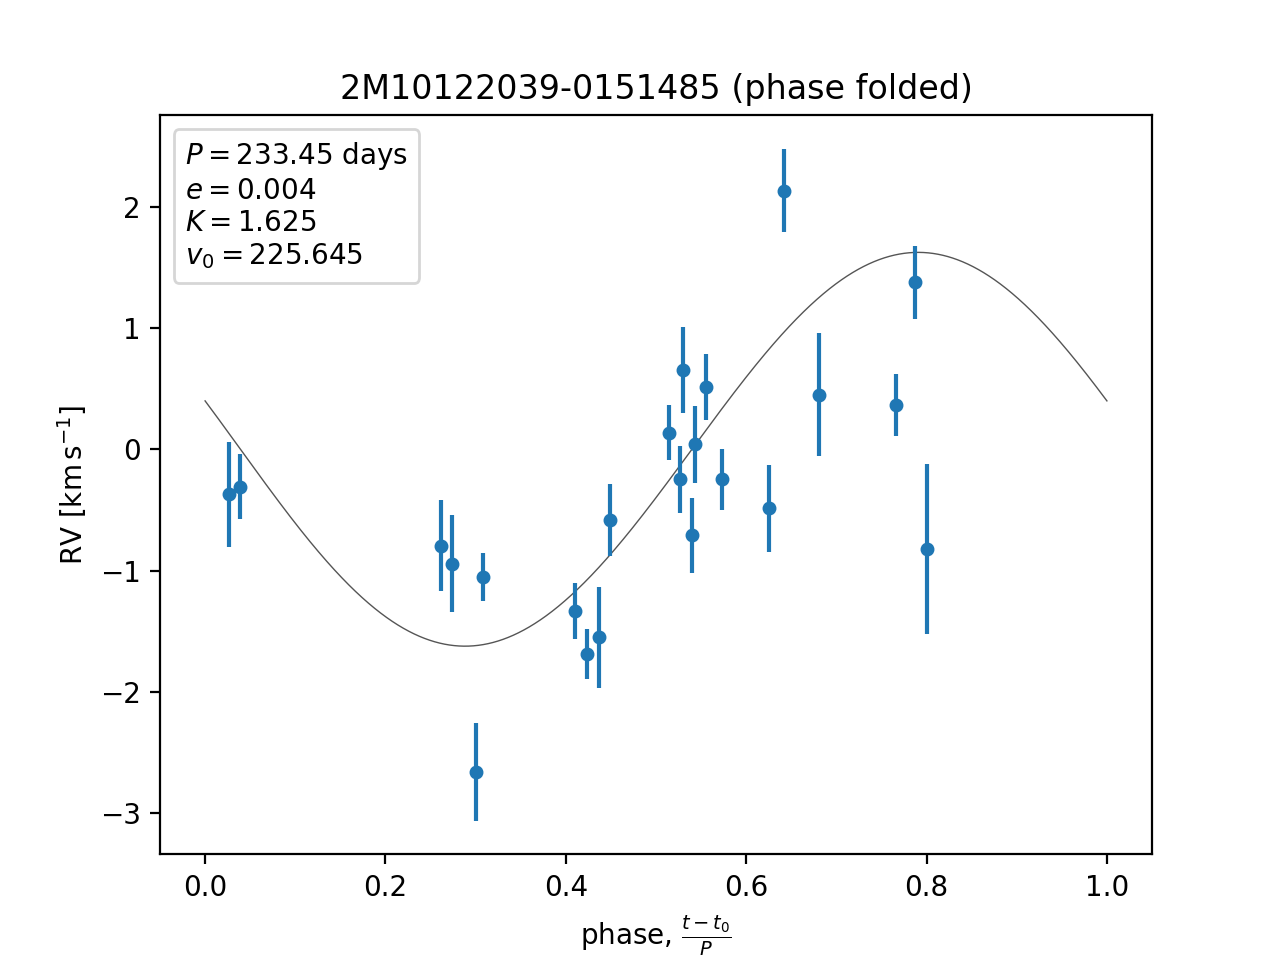 2M10122039-0151485 (phase folded)
P = 233.45 days
e = 0.004
K = 1.625
v₀ = 225.645
RV [km s⁻¹]
2
1
0
−1
−2
−3
0.0 0.2 0.4 0.6 0.8 1.0
phase, (t − t₀)/P